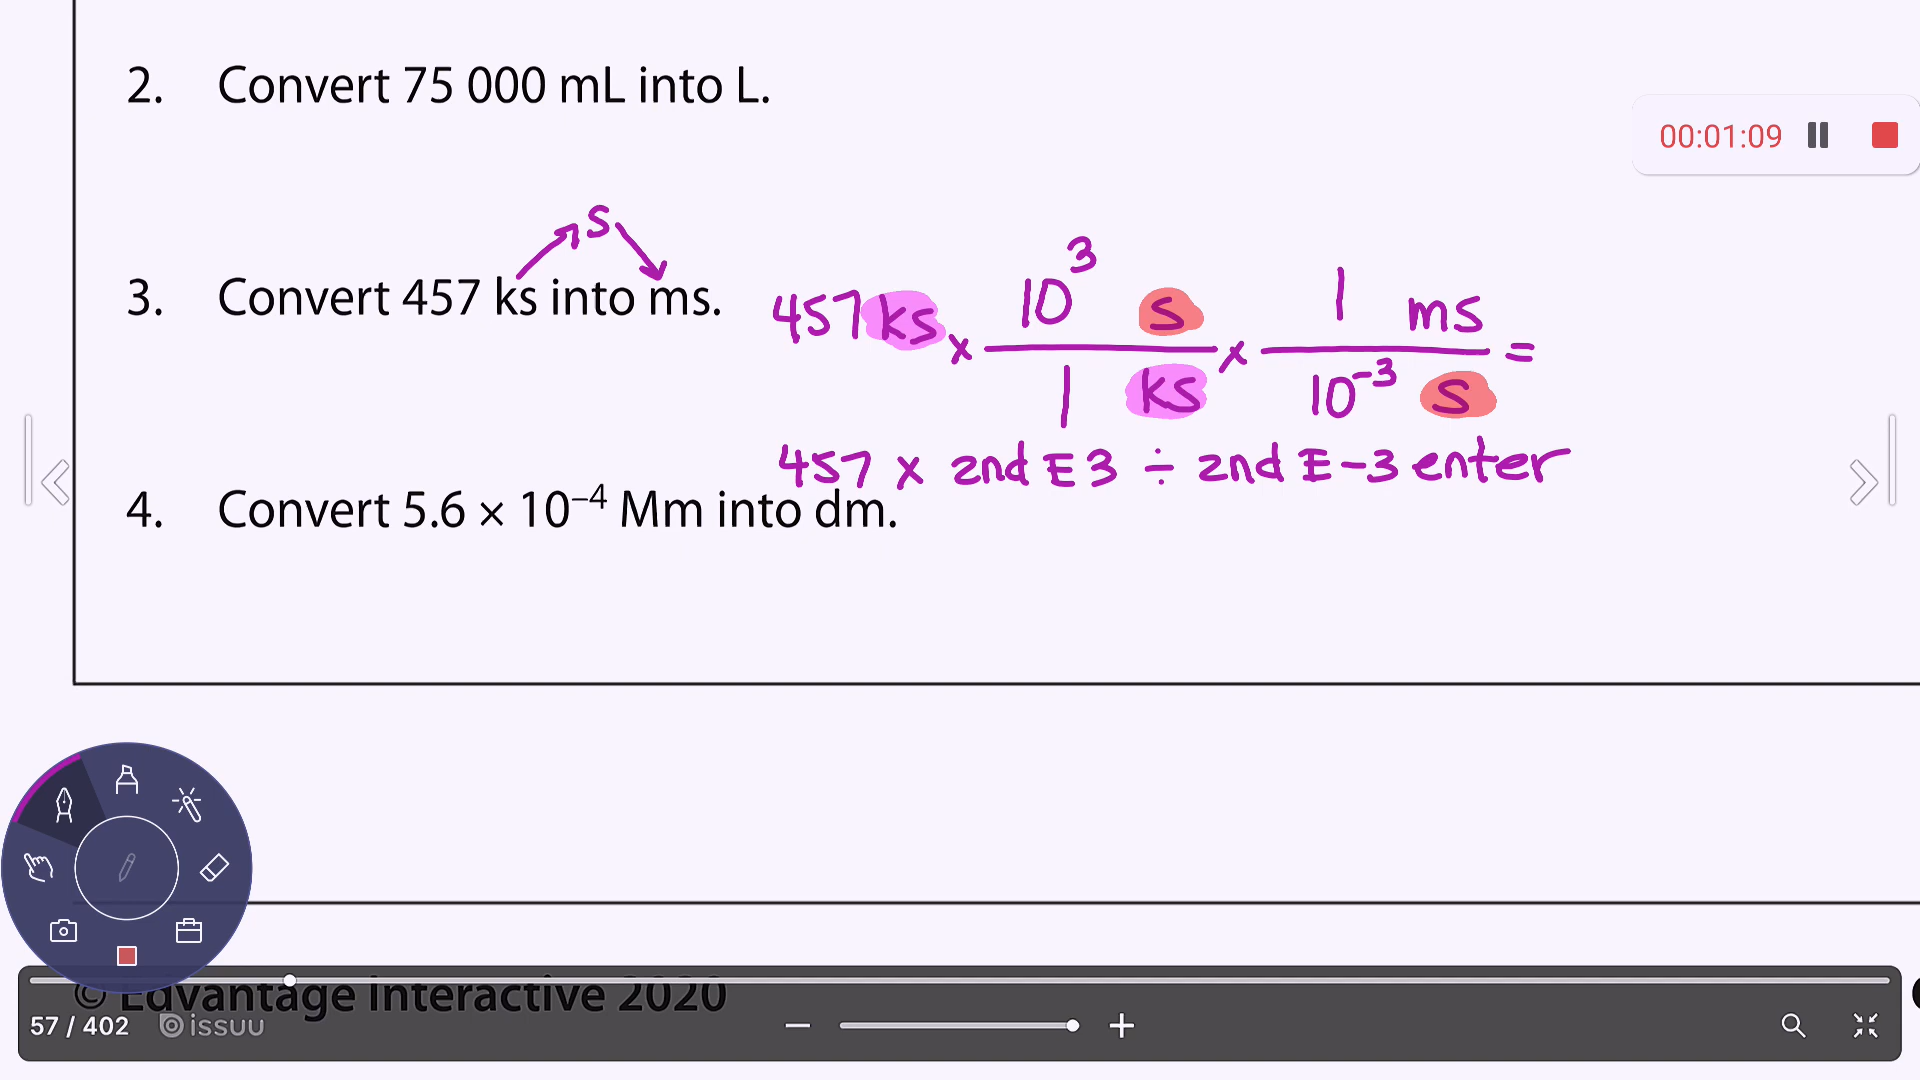 2. Convert 75 000 mL into L.
00:01:09
s
3. Convert 457 ks into ms.
457 ks × 10³ s / 1 ks × 1 ms / 10⁻³ s =
457 × 2nd E 3 ÷ 2nd E -3 enter
4. Convert 5.6 × 10⁻⁴ Mm into dm.
© Edvantage Interactive 2020
57 / 402 issuu